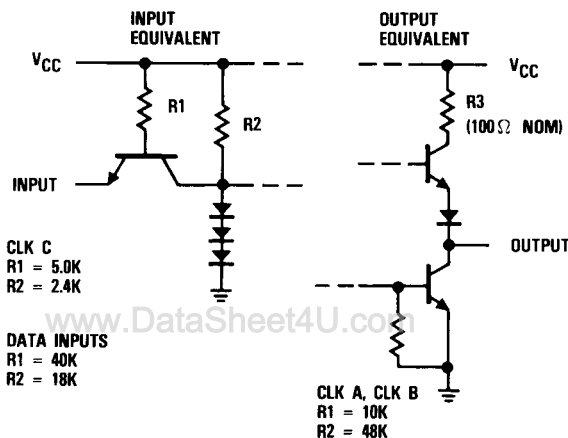 INPUT
EQUIVALENT
OUTPUT
EQUIVALENT
VCC
VCC
R1
R2
R3
(100Ω NOM)
INPUT
OUTPUT
CLK C
R1 = 5.0K
R2 = 2.4K
www.DataSheet4U.com
DATA INPUTS
R1 = 40K
R2 = 18K
CLK A, CLK B
R1 = 10K
R2 = 48K